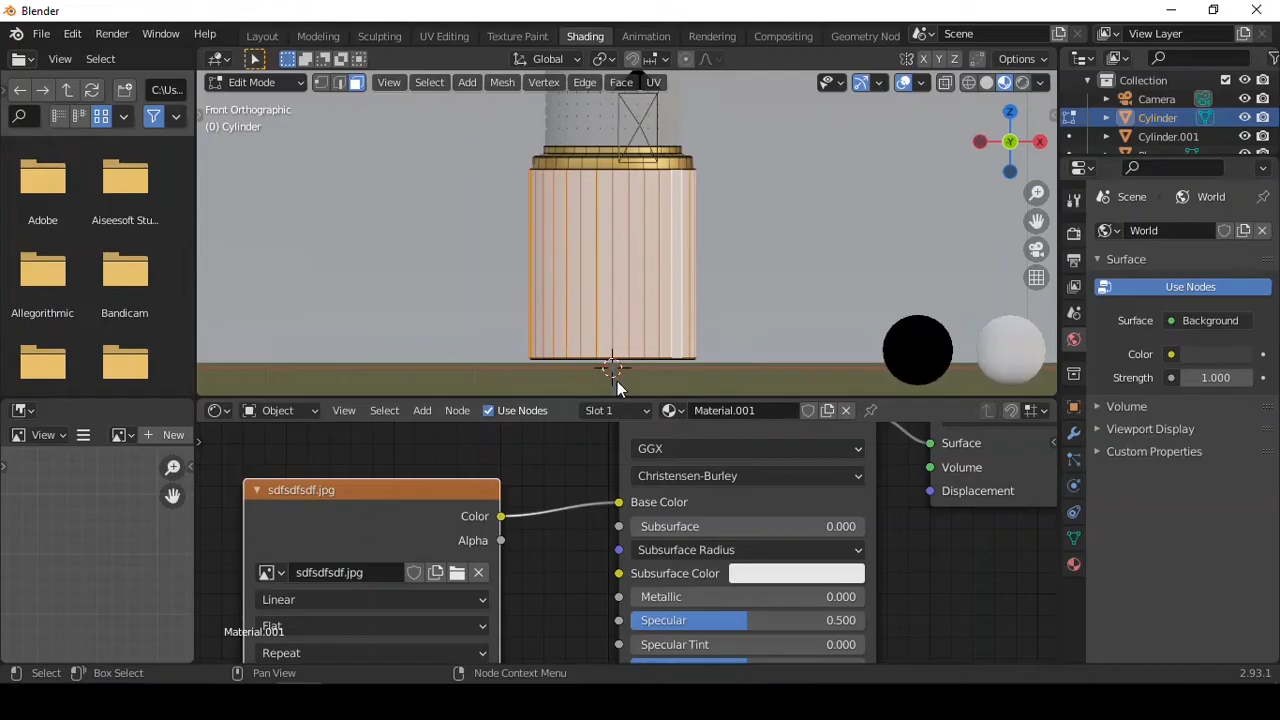 Blender
File Edit Render Window Help
Layout Modeling Sculpting UV Editing Texture Paint Shading Animation Rendering Compositing Geometry Nod
Scene
View Layer
View Select
Global
X Y Z
Options
Edit Mode
View Select Add Mesh Vertex Edge Face UV
Front Orthographic
(0) Cylinder
Z
X
Y
C:\Us...
Adobe
Aiseesoft Stu...
Allegorithmic
Bandicam
Collection
Camera
Cylinder
Cylinder.001
Scene
World
World
Surface
Use Nodes
Surface
Background
Color
Strength
1.000
Volume
Viewport Display
Custom Properties
Object
View Select Add Node
Use Nodes
Slot 1
Material.001
View
New
sdfsdfsdf.jpg
Color
Alpha
sdfsdfsdf.jpg
Linear
Flat
Repeat
Material.001
GGX
Christensen-Burley
Base Color
Subsurface 0.000
Subsurface Radius
Subsurface Color
Metallic 0.000
Specular 0.500
Specular Tint 0.000
Surface
Volume
Displacement
Select
Box Select
Pan View
Node Context Menu
2.93.1